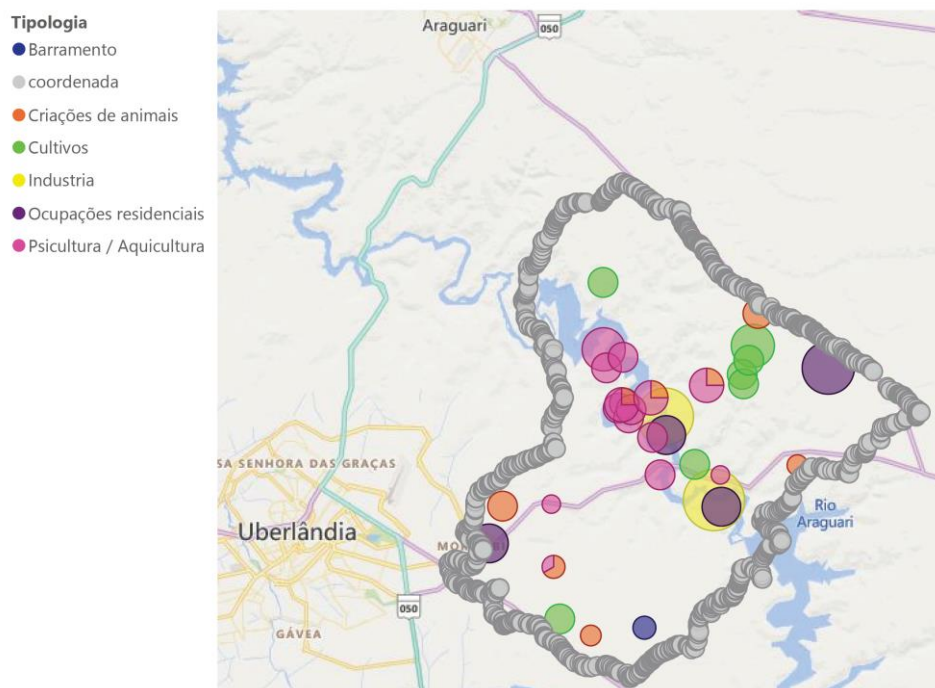 Tipologia
Barramento
coordenada
Criações de animais
Cultivos
Industria
Ocupações residenciais
Psicultura / Aquicultura
Araguari
050
SA SENHORA DAS GRAÇAS
Uberlândia
Rio
Araguari
050
GÁVEA